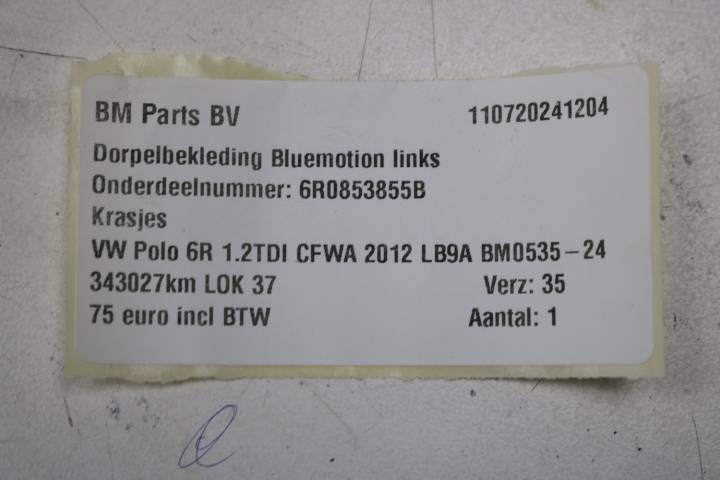 BM Parts BV 110720241204
Dorpelbekleding Bluemotion links
Onderdeelnummer: 6R0853855B
Krasjes
VW Polo 6R 1.2TDI CFWA 2012 LB9A BM0535-24
343027km LOK 37 Verz: 35
75 euro incl BTW Aantal: 1